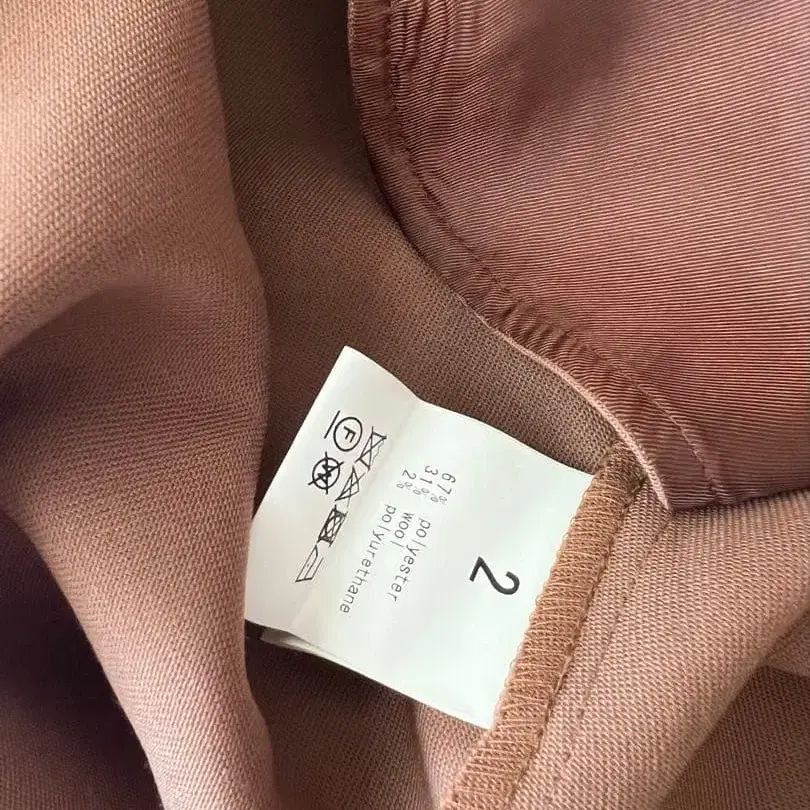 2
67% polyester
31% wool
2% polyurethane
F
W